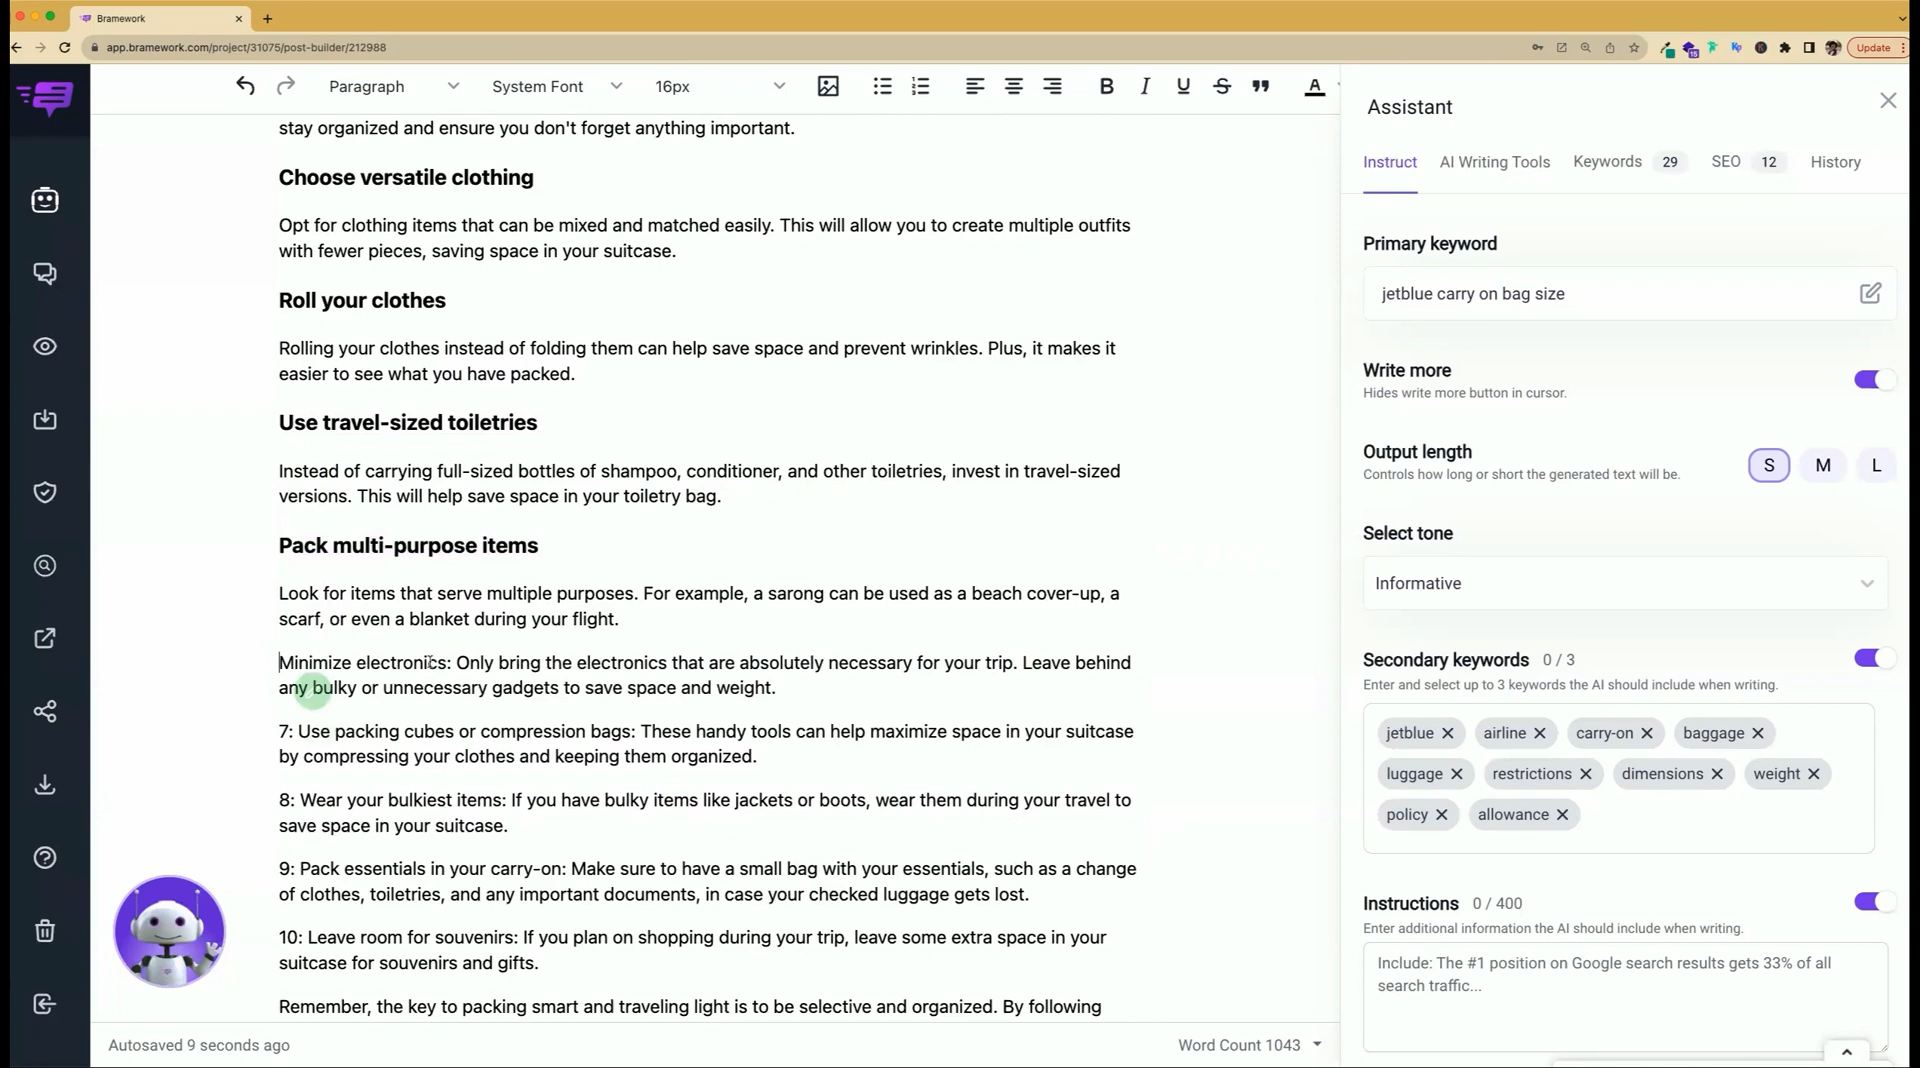 Bramework
app.bramework.com/project/31075/post-builder/212988
Update
Paragraph
System Font
16px
B I U S
A
stay organized and ensure you don't forget anything important.
Choose versatile clothing
Opt for clothing items that can be mixed and matched easily. This will allow you to create multiple outfits
with fewer pieces, saving space in your suitcase.
Roll your clothes
Rolling your clothes instead of folding them can help save space and prevent wrinkles. Plus, it makes it
easier to see what you have packed.
Use travel-sized toiletries
Instead of carrying full-sized bottles of shampoo, conditioner, and other toiletries, invest in travel-sized
versions. This will help save space in your toiletry bag.
Pack multi-purpose items
Look for items that serve multiple purposes. For example, a sarong can be used as a beach cover-up, a
scarf, or even a blanket during your flight.
Minimize electronics: Only bring the electronics that are absolutely necessary for your trip. Leave behind
any bulky or unnecessary gadgets to save space and weight.
7: Use packing cubes or compression bags: These handy tools can help maximize space in your suitcase
by compressing your clothes and keeping them organized.
8: Wear your bulkiest items: If you have bulky items like jackets or boots, wear them during your travel to
save space in your suitcase.
9: Pack essentials in your carry-on: Make sure to have a small bag with your essentials, such as a change
of clothes, toiletries, and any important documents, in case your checked luggage gets lost.
10: Leave room for souvenirs: If you plan on shopping during your trip, leave some extra space in your
suitcase for souvenirs and gifts.
Remember, the key to packing smart and traveling light is to be selective and organized. By following
Autosaved 9 seconds ago
Word Count 1043
Assistant
Instruct
AI Writing Tools
Keywords 29
SEO 12
History
Primary keyword
jetblue carry on bag size
Write more
Hides write more button in cursor.
Output length
Controls how long or short the generated text will be.
S M L
Select tone
Informative
Secondary keywords 0 / 3
Enter and select up to 3 keywords the AI should include when writing.
jetblue airline carry-on baggage
luggage restrictions dimensions weight
policy allowance
Instructions 0 / 400
Enter additional information the AI should include when writing.
Include: The #1 position on Google search results gets 33% of all
search traffic...